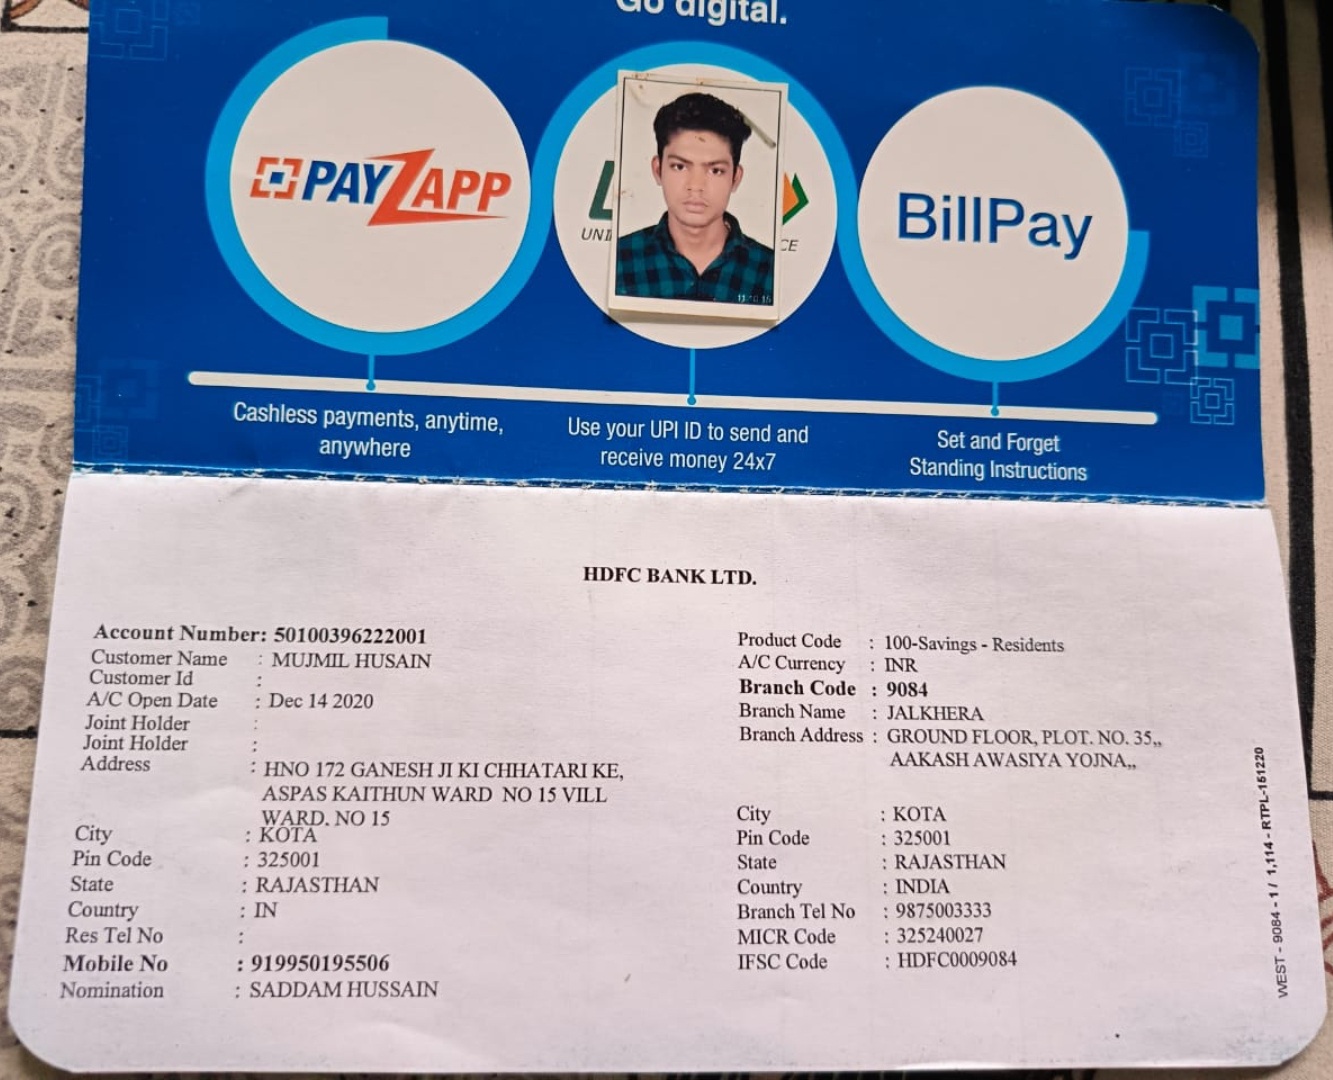 Go digital.
PAYZAPP
UNI CE
BillPay
11 10 19
Cashless payments, anytime,
anywhere
Use your UPI ID to send and
receive money 24x7
Set and Forget
Standing Instructions
HDFC BANK LTD.
Account Number: 50100396222001
Customer Name : MUJMIL HUSAIN
Customer Id :
A/C Open Date : Dec 14 2020
Joint Holder :
Joint Holder :
Address : HNO 172 GANESH JI KI CHHATARI KE,
ASPAS KAITHUN WARD NO 15 VILL
WARD. NO 15
City : KOTA
Pin Code : 325001
State : RAJASTHAN
Country : IN
Res Tel No :
Mobile No : 919950195506
Nomination : SADDAM HUSSAIN
Product Code : 100-Savings - Residents
A/C Currency : INR
Branch Code : 9084
Branch Name : JALKHERA
Branch Address : GROUND FLOOR, PLOT. NO. 35,,
AAKASH AWASIYA YOJNA,,
City : KOTA
Pin Code : 325001
State : RAJASTHAN
Country : INDIA
Branch Tel No : 9875003333
MICR Code : 325240027
IFSC Code : HDFC0009084
WEST - 9084 - 1 / 1,114 - RTPL-151220